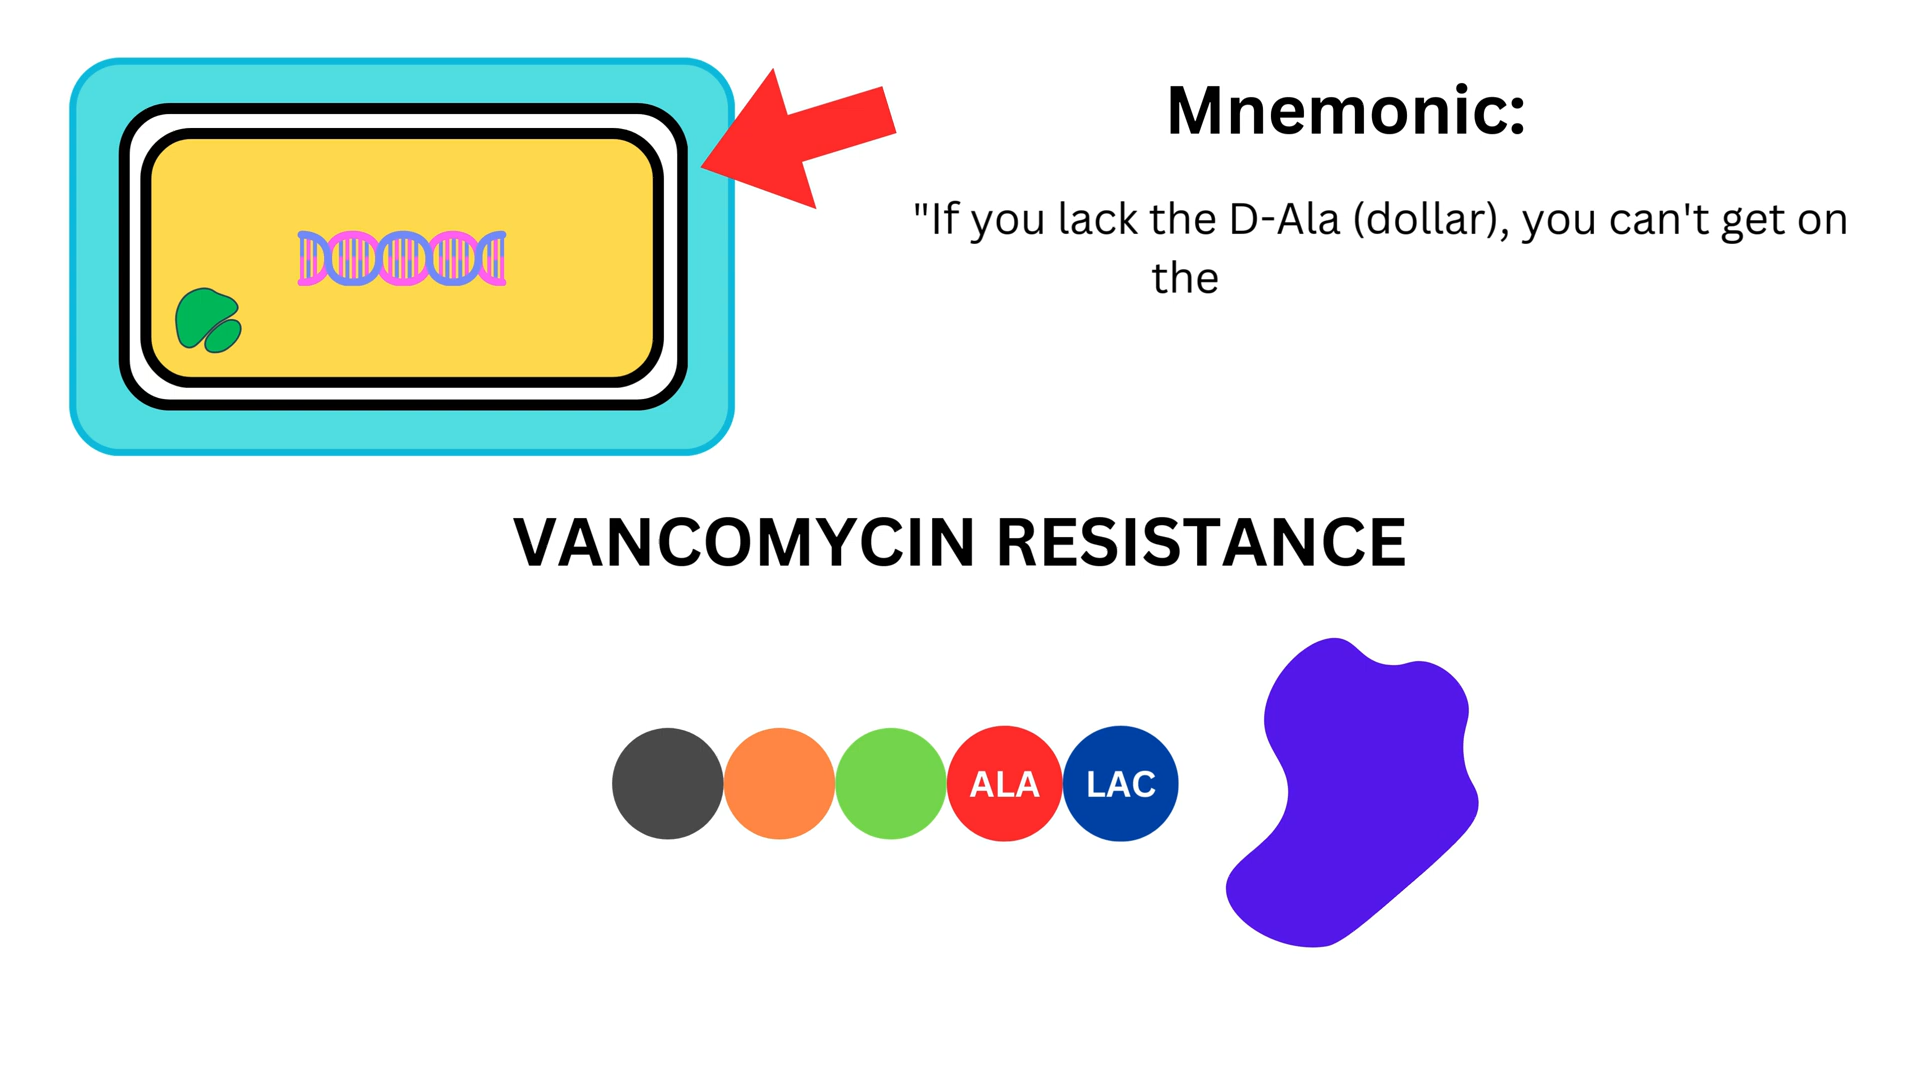 Mnemonic:
"If you lack the D-Ala (dollar), you can't get on
the
VANCOMYCIN RESISTANCE
ALA LAC